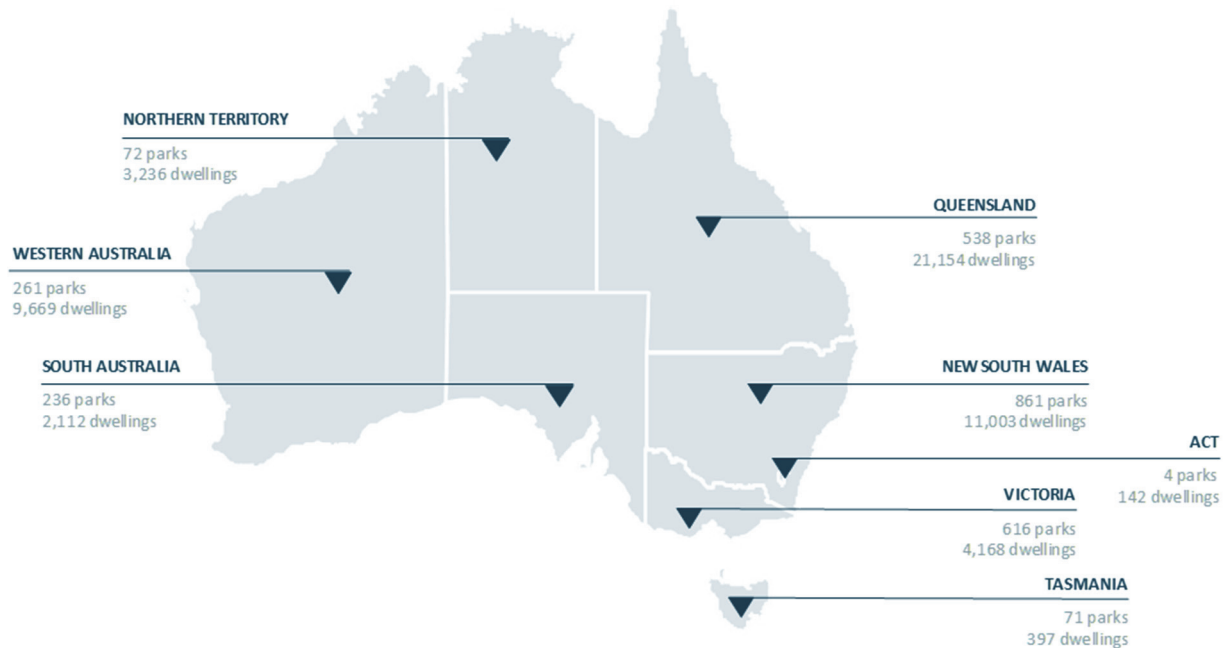 NORTHERN TERRITORY
72 parks
3,236 dwellings
QUEENSLAND
538 parks
21,154 dwellings
WESTERN AUSTRALIA
261 parks
9,669 dwellings
SOUTH AUSTRALIA
236 parks
2,112 dwellings
NEW SOUTH WALES
861 parks
11,003 dwellings
ACT
4 parks
142 dwellings
VICTORIA
616 parks
4,168 dwellings
TASMANIA
71 parks
397 dwellings